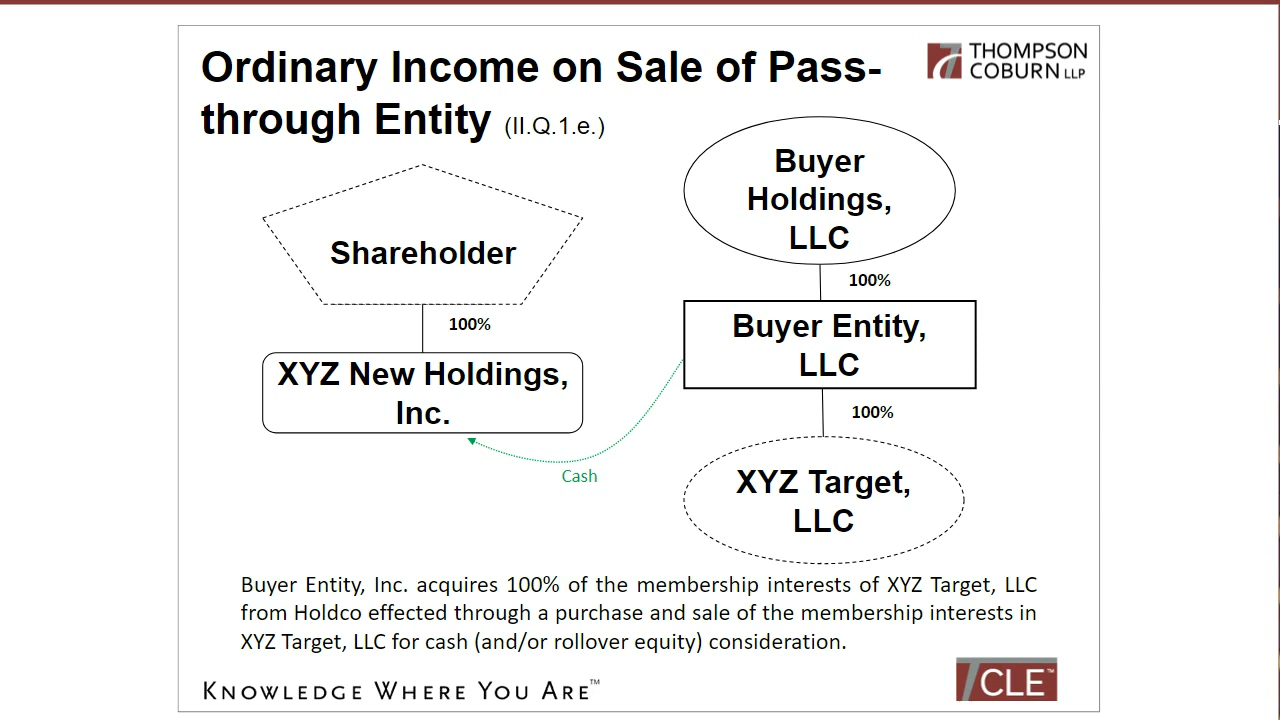 Ordinary Income on Sale of Pass-
through Entity (II.Q.1.e.)
THOMPSON
COBURN LLP
Shareholder
100%
XYZ New Holdings,
Inc.
Buyer
Holdings,
LLC
100%
Buyer Entity,
LLC
100%
Cash
XYZ Target,
LLC
Buyer Entity, Inc. acquires 100% of the membership interests of XYZ Target, LLC
from Holdco effected through a purchase and sale of the membership interests in
XYZ Target, LLC for cash (and/or rollover equity) consideration.
KNOWLEDGE WHERE YOU ARE™
CLE™